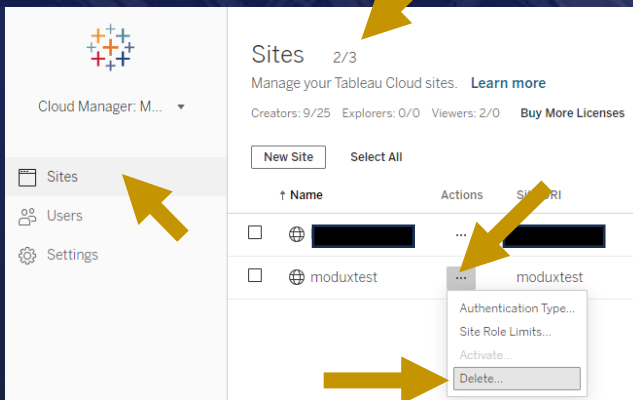 Cloud Manager: M...
Sites
Users
Settings
Sites 2/3
Manage your Tableau Cloud sites. Learn more
Creators: 9/25 Explorers: 0/0 Viewers: 2/0 Buy More Licenses
New Site Select All
↑ Name Actions
... 
moduxtest ... moduxtest
Authentication Type...
Site Role Limits...
Activate...
Delete...